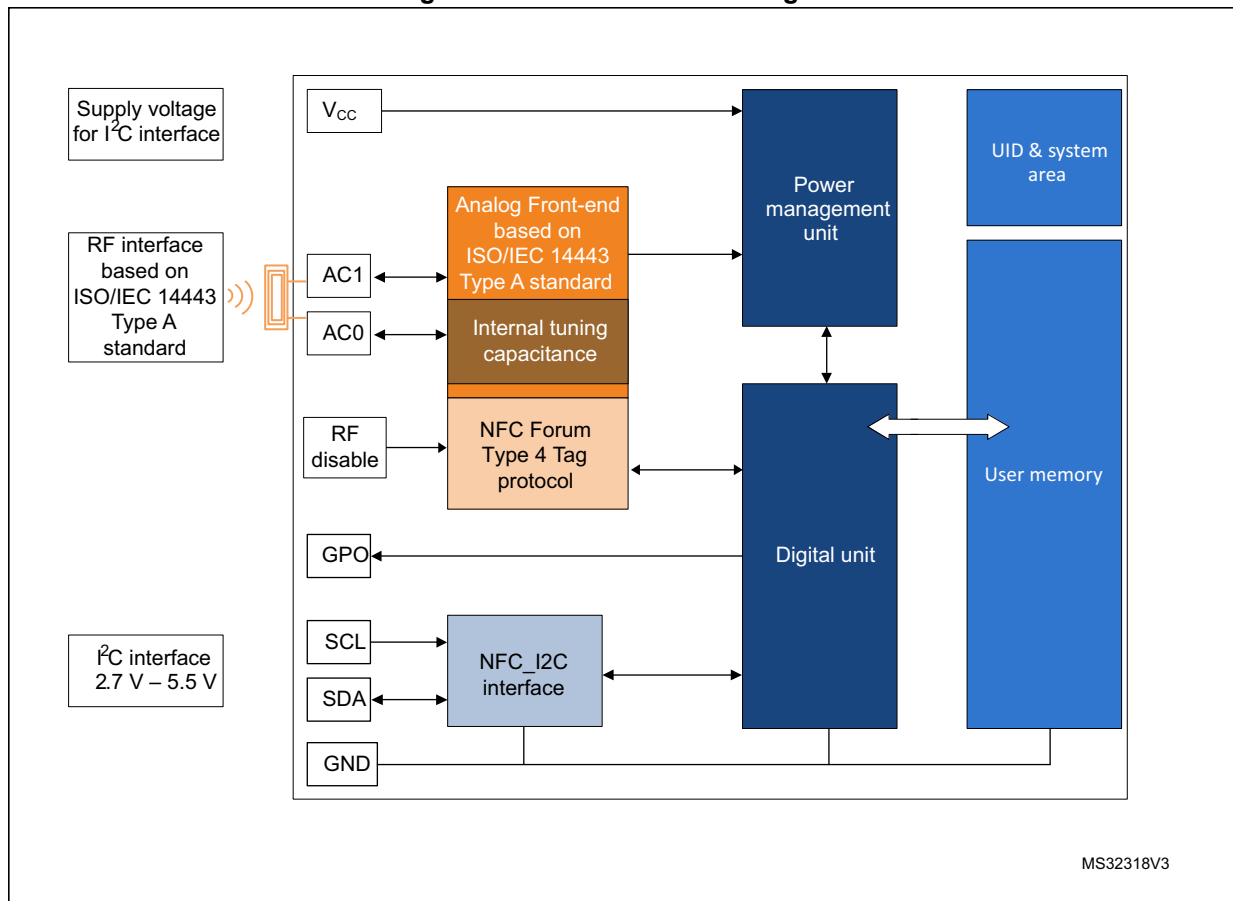 Supply voltage
for I²C interface
RF interface
based on
ISO/IEC 14443
Type A
standard
I²C interface
2.7 V – 5.5 V
VCC
AC1
AC0
RF
disable
GPO
SCL
SDA
GND
Analog Front-end
based on
ISO/IEC 14443
Type A standard
Internal tuning
capacitance
NFC Forum
Type 4 Tag
protocol
NFC_I2C
interface
Power
management
unit
Digital unit
UID & system
area
User memory
MS32318V3